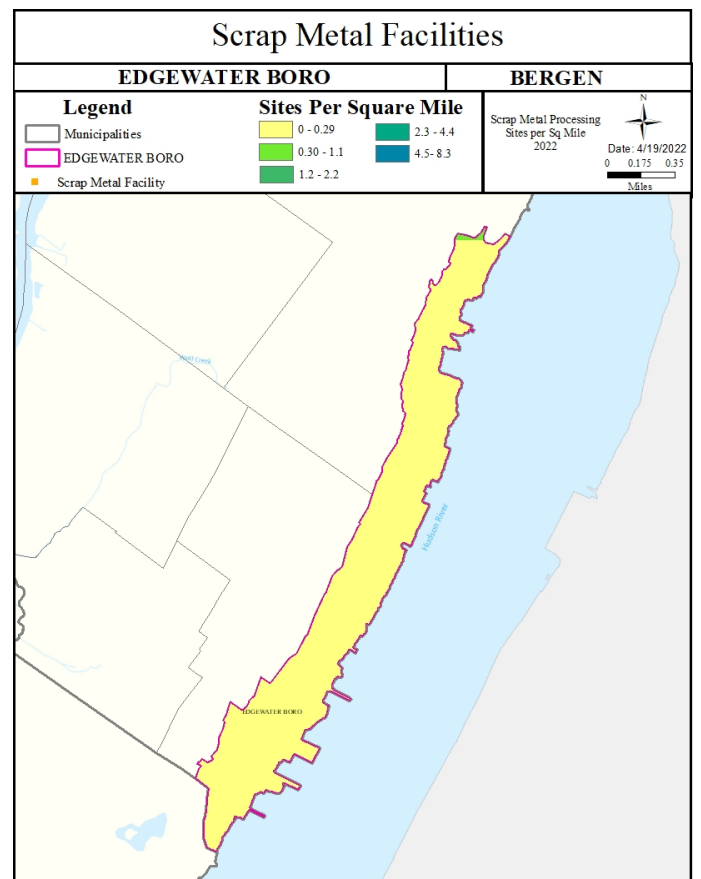 Scrap Metal Facilities
EDGEWATER BORO
BERGEN
Legend
Municipalities
EDGEWATER BORO
Scrap Metal Facility
Sites Per Square Mile
0 - 0.29
0.30 - 1.1
1.2 - 2.2
2.3 - 4.4
4.5- 8.3
Scrap Metal Processing
Sites per Sq Mile
2022
N
Date: 4/19/2022
0 0.175 0.35
Miles
Creek
Hudson River
EDGEWATER BORO